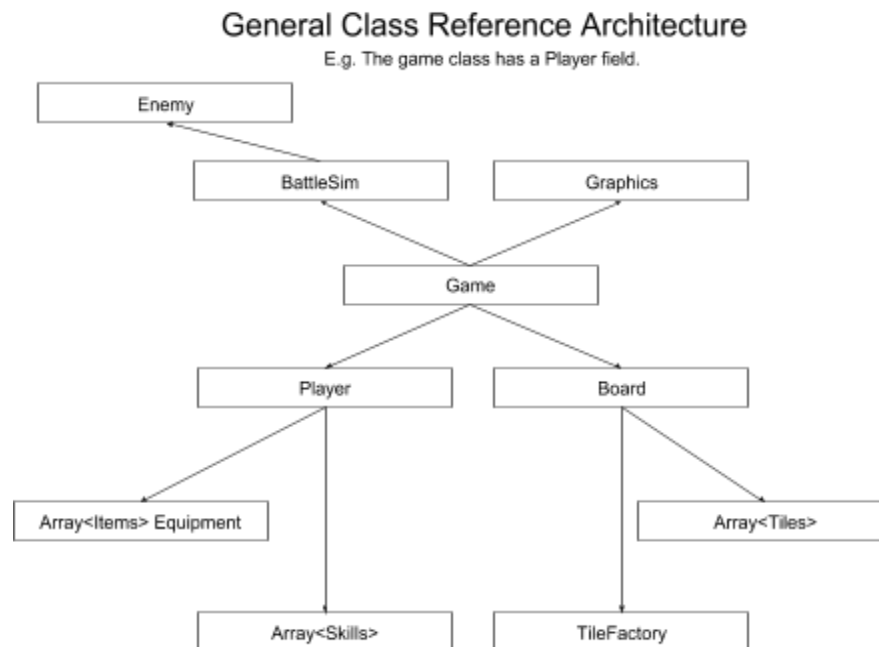 General Class Reference Architecture
E.g. The game class has a Player field.
Enemy
BattleSim
Graphics
Game
Player
Board
Array<Items> Equipment
Array<Tiles>
Array<Skills>
TileFactory